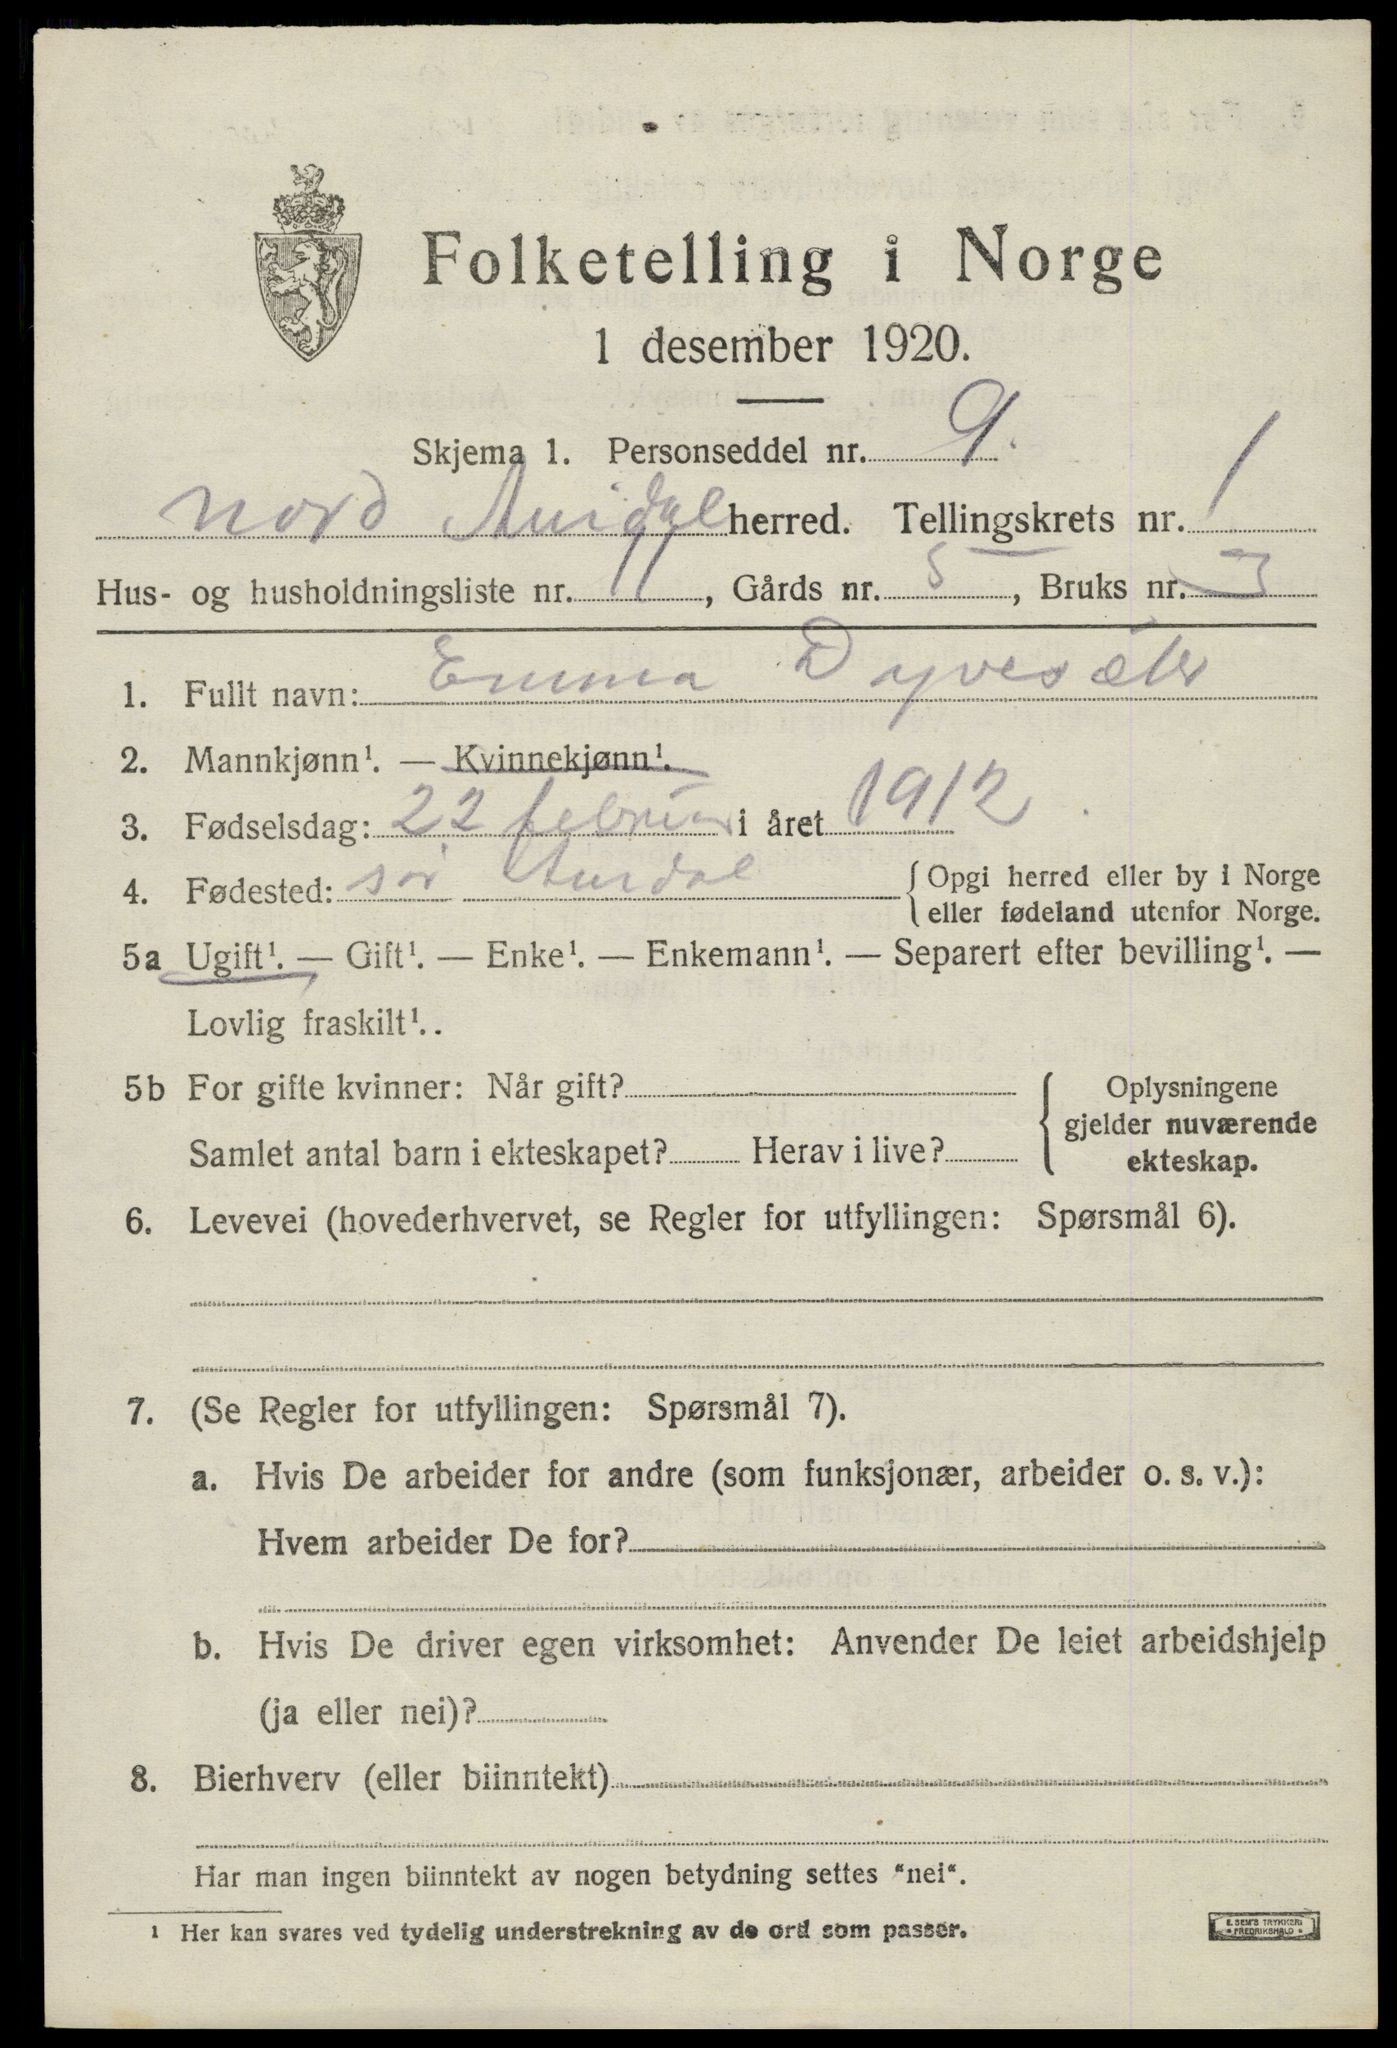 Folketelling i Norge
1 desember 1920.
Skjema 1. Personseddel nr. 9.
Nord Aurdal herred. Tellingskrets nr. 1
Hus- og husholdningsliste nr. 11, Gårds nr. 5, Bruks nr. 3
1. Fullt navn: Emma Dyvesæter
2. Mannkjønn¹. — Kvinnekjønn¹.
3. Fødselsdag: 22 februar i året 1912.
4. Fødested: sør Aurdal { Opgi herred eller by i Norge
eller fødeland utenfor Norge.
5a Ugift¹. — Gift¹. — Enke¹. — Enkemann¹. — Separert efter bevilling¹. —
Lovlig fraskilt¹..
5b For gifte kvinner: Når gift? { Oplysningene
gjelder nuværende
Samlet antal barn i ekteskapet? Herav i live? ekteskap.
6. Levevei (hovederhvervet, se Regler for utfyllingen: Spørsmål 6).
7. (Se Regler for utfyllingen: Spørsmål 7).
a. Hvis De arbeider for andre (som funksjonær, arbeider o. s. v.):
Hvem arbeider De for?
b. Hvis De driver egen virksomhet: Anvender De leiet arbeidshjelp
(ja eller nei)?
8. Bierhverv (eller biinntekt)
Har man ingen biinntekt av nogen betydning settes "nei".
¹ Her kan svares ved tydelig understrekning av de ord som passer.
E. SEM'S TRYKKERI
• FREDRIKSHALD •